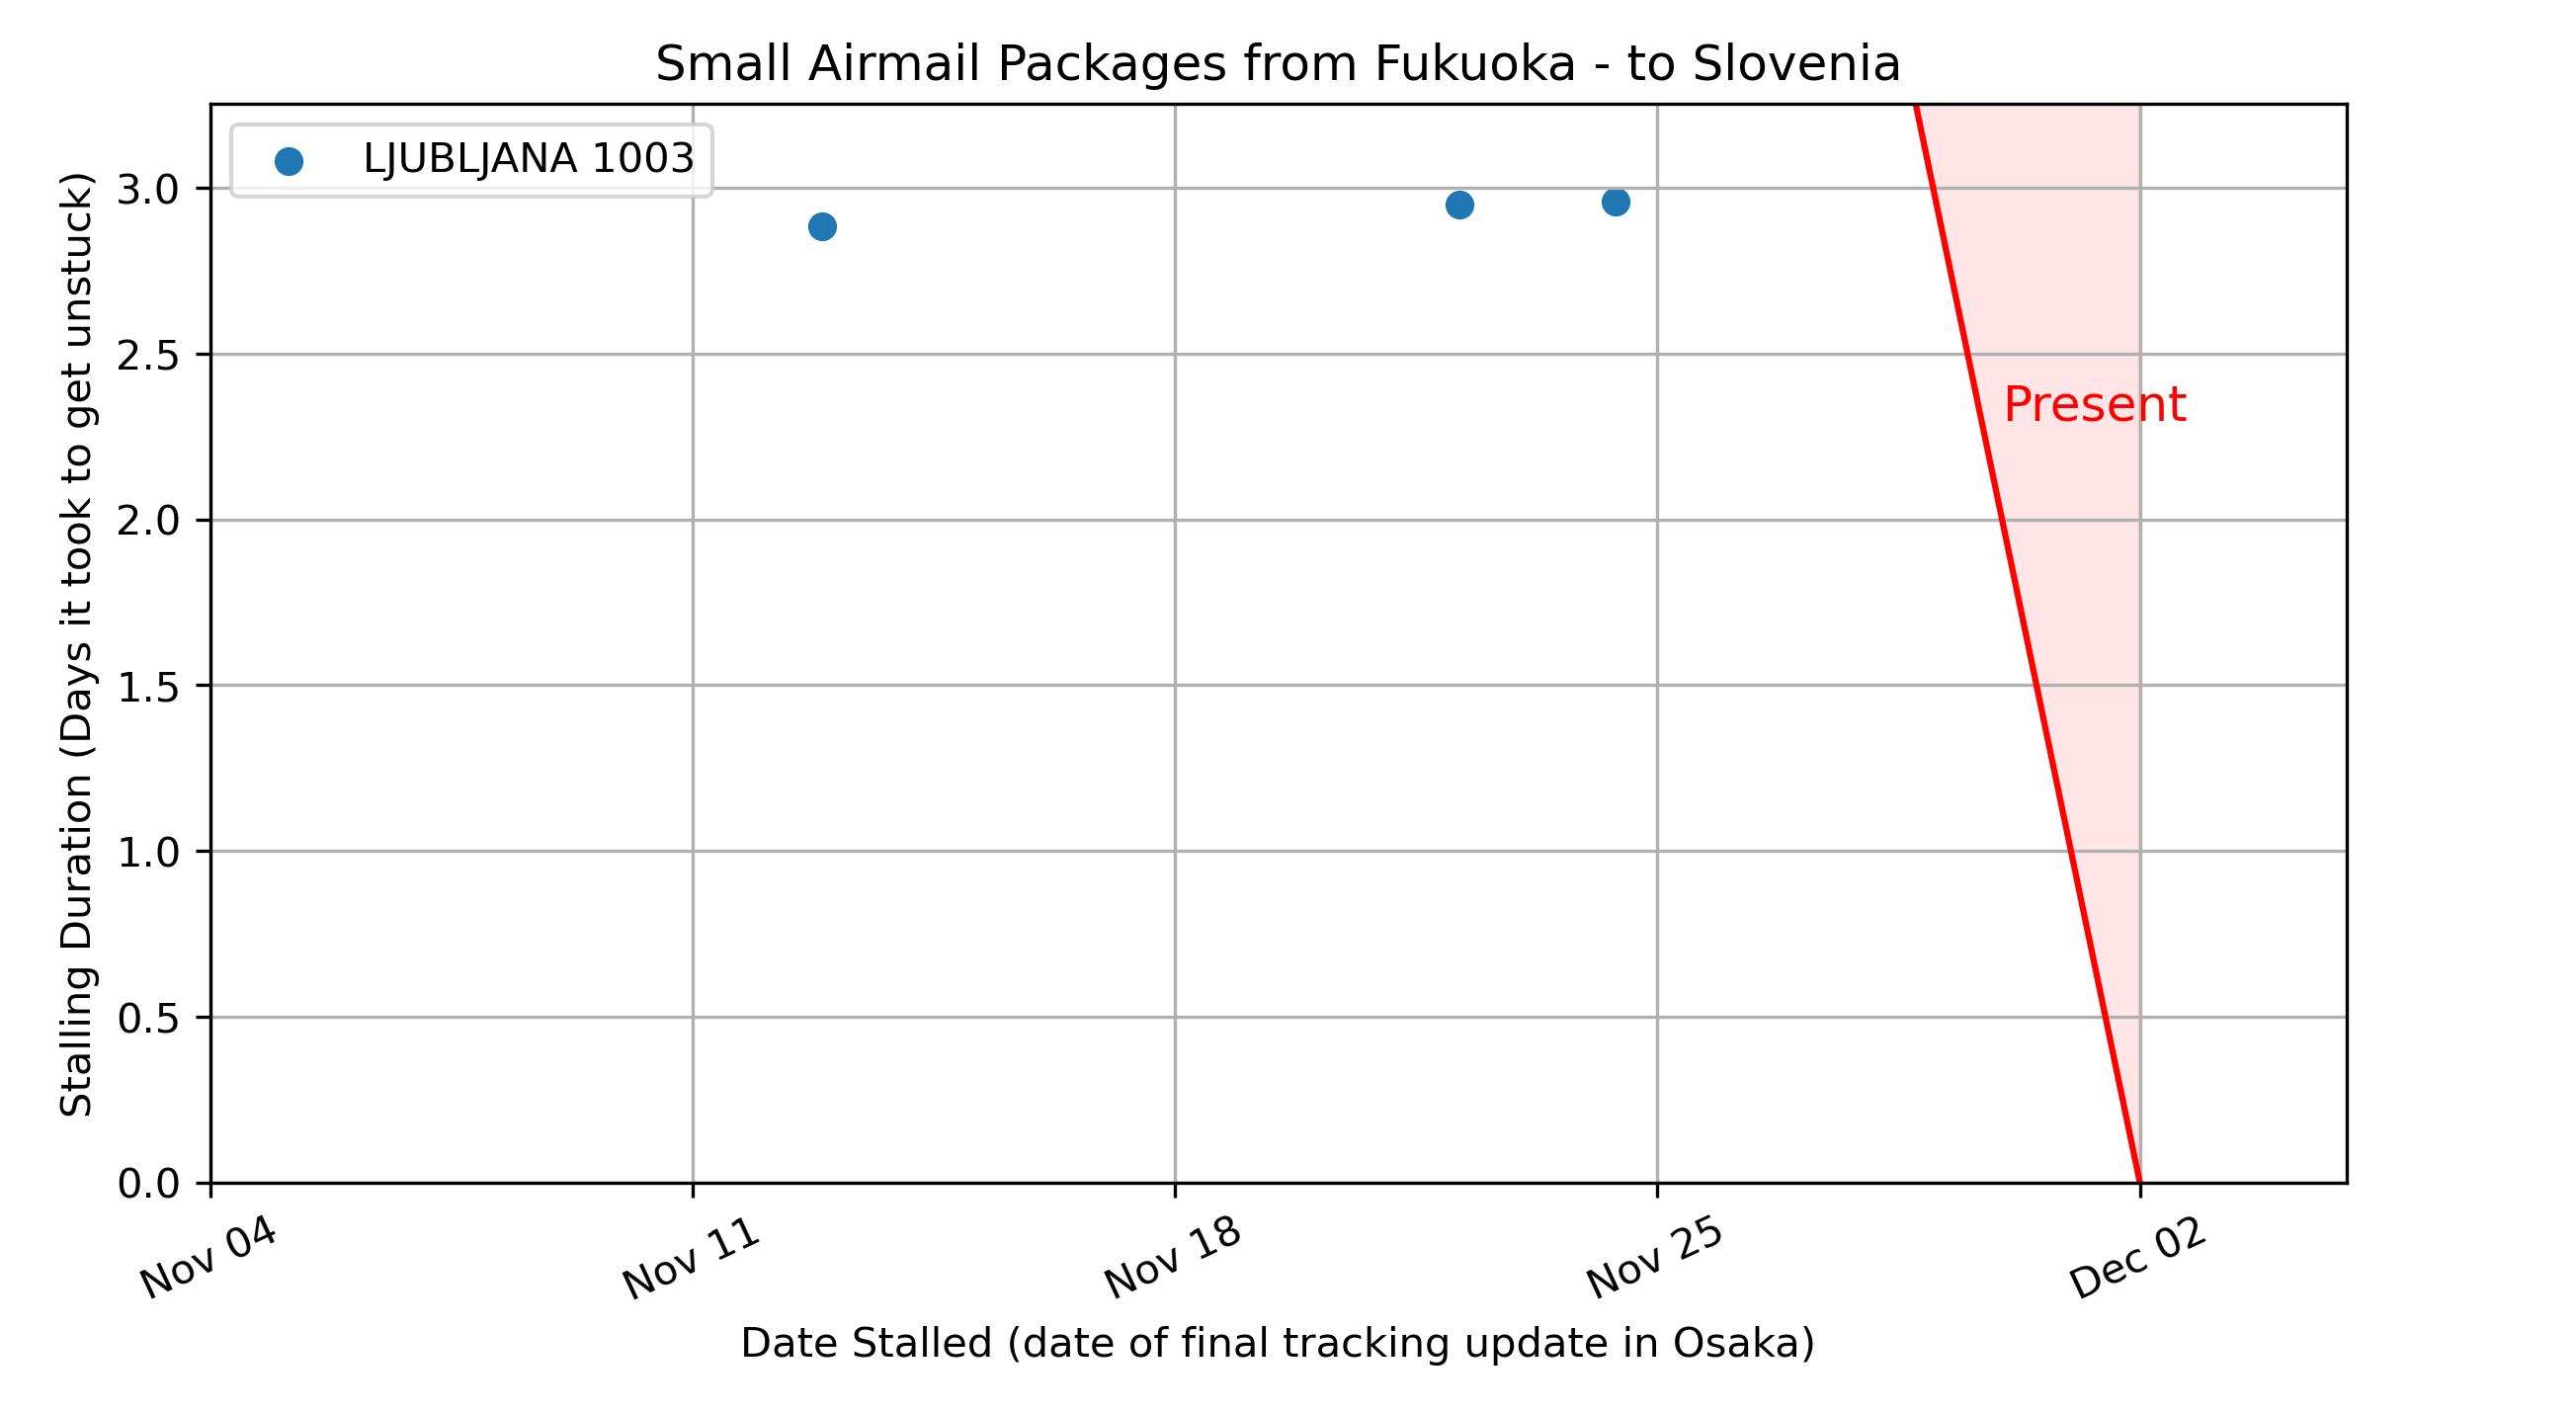 Small Airmail Packages from Fukuoka - to Slovenia
LJUBLJANA 1003
Stalling Duration (Days it took to get unstuck)
3.0
2.5
2.0
1.5
1.0
0.5
0.0
Present
Nov 04
Nov 11
Nov 18
Nov 25
Dec 02
Date Stalled (date of final tracking update in Osaka)